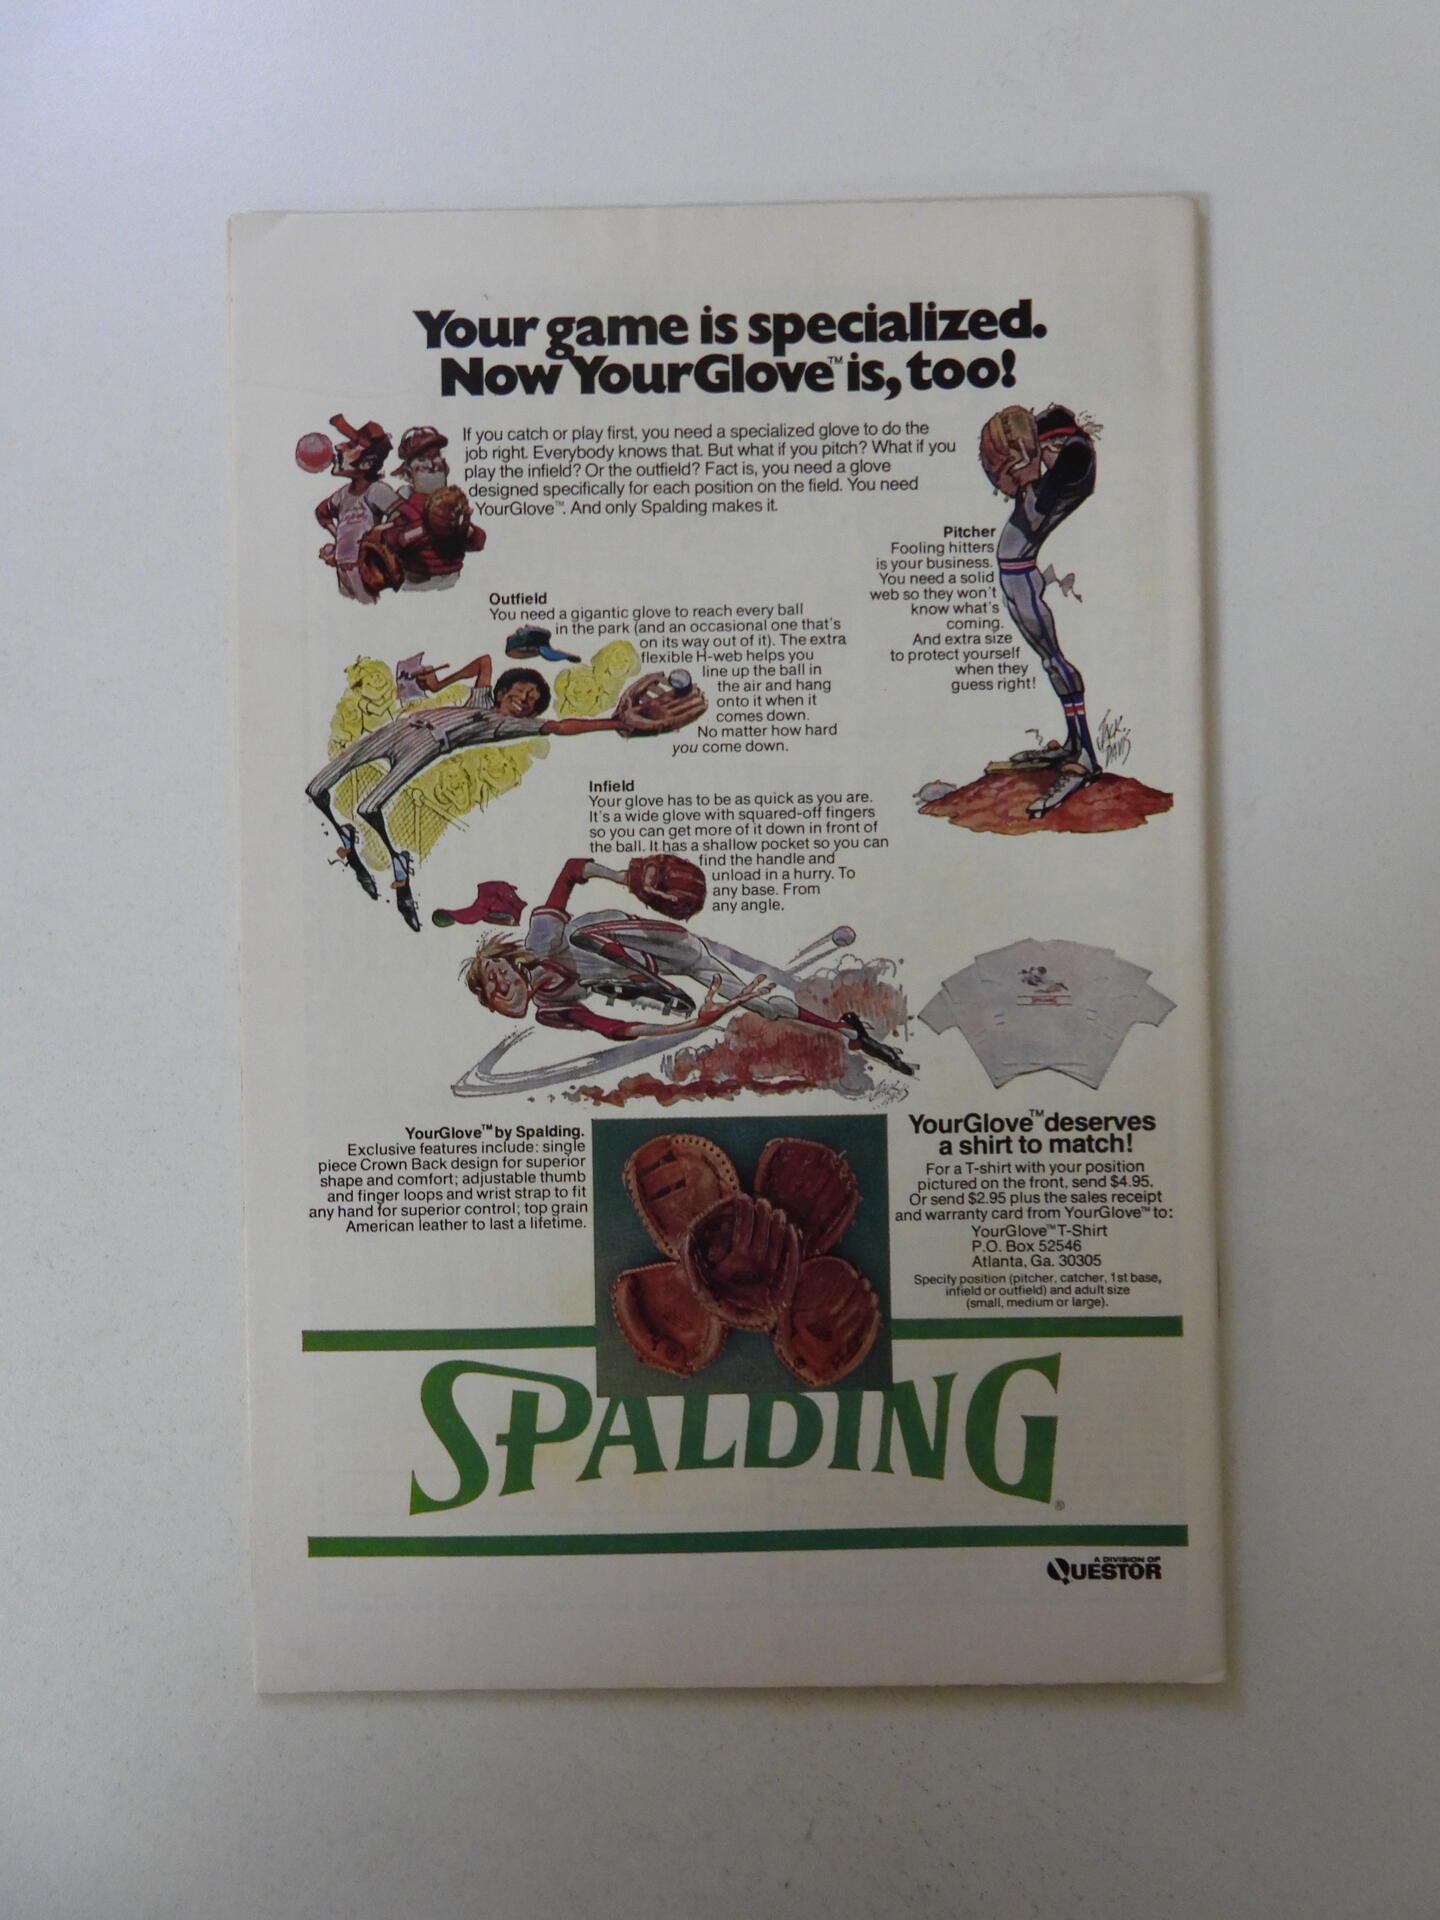 Your game is specialized.
Now YourGlove™ is, too!
If you catch or play first, you need a specialized glove to do the
job right. Everybody knows that. But what if you pitch? What if you
play the infield? Or the outfield? Fact is, you need a glove
designed specifically for each position on the field. You need
YourGlove™. And only Spalding makes it.
Pitcher
Fooling hitters
is your business.
You need a solid
web so they won't
know what's
coming.
And extra size
to protect yourself
when they
guess right!
JACK
DAVIS
Outfield
You need a gigantic glove to reach every ball
in the park (and an occasional one that's
on its way out of it). The extra
flexible H-web helps you
line up the ball in
the air and hang
onto it when it
comes down.
No matter how hard
you come down.
Infield
Your glove has to be as quick as you are.
It's a wide glove with squared-off fingers
so you can get more of it down in front of
the ball. It has a shallow pocket so you can
find the handle and
unload in a hurry. To
any base. From
any angle.
SPALDING
YourGlove™ by Spalding.
Exclusive features include: single
piece Crown Back design for superior
shape and comfort; adjustable thumb
and finger loops and wrist strap to fit
any hand for superior control; top grain
American leather to last a lifetime.
YourGlove™ deserves
a shirt to match!
For a T-shirt with your position
pictured on the front, send $4.95.
Or send $2.95 plus the sales receipt
and warranty card from YourGlove™ to:
YourGlove™ T-Shirt
P.O. Box 52546
Atlanta, Ga. 30305
Specify position (pitcher, catcher, 1st base,
infield or outfield) and adult size
(small, medium or large).
SPALDING®
A DIVISION OF
QUESTOR